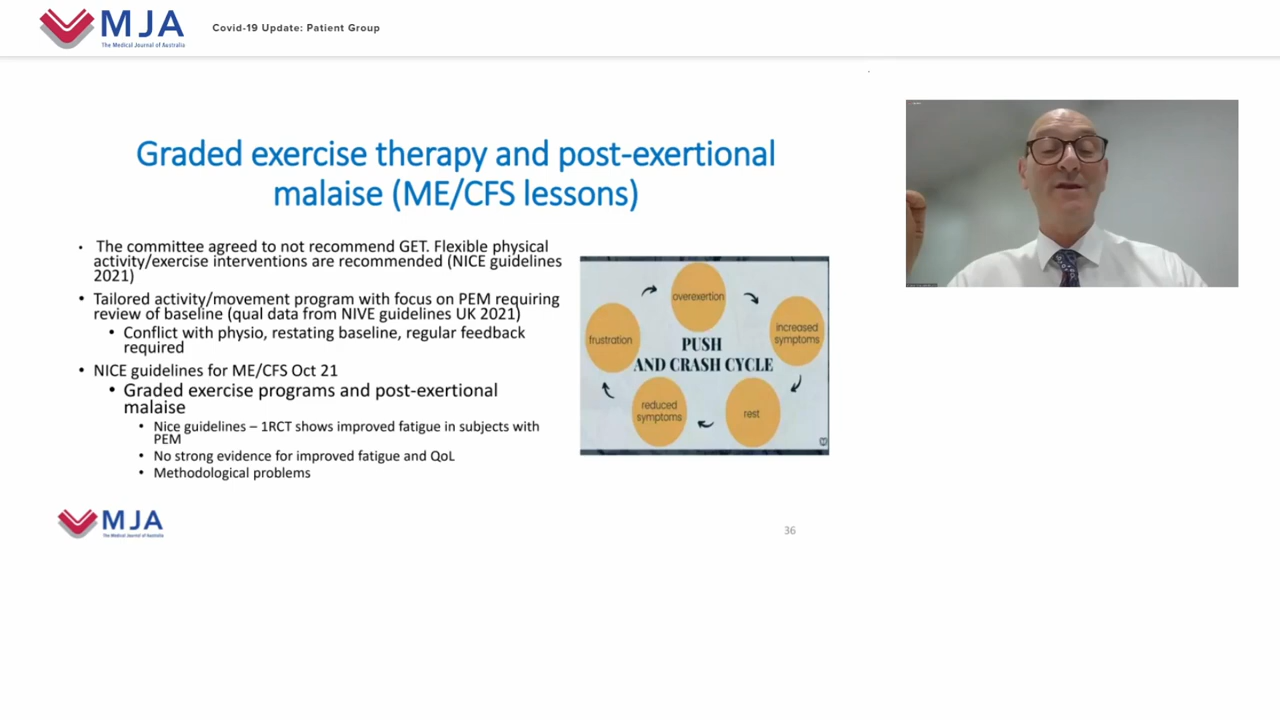 MJA
The Medical Journal of Australia
Covid-19 Update: Patient Group
Graded exercise therapy and post-exertional
malaise (ME/CFS lessons)
• The committee agreed to not recommend GET. Flexible physical
activity/exercise interventions are recommended (NICE guidelines
2021)
• Tailored activity/movement program with focus on PEM requiring
review of baseline (qual data from NIVE guidelines UK 2021)
• Conflict with physio, restating baseline, regular feedback
required
• NICE guidelines for ME/CFS Oct 21
• Graded exercise programs and post-exertional
malaise
• Nice guidelines – 1RCT shows improved fatigue in subjects with
PEM
• No strong evidence for improved fatigue and QoL
• Methodological problems
overexertion
increased
symptoms
rest
reduced
symptoms
frustration
PUSH
AND CRASH CYCLE
MJA
The Medical Journal of Australia
36